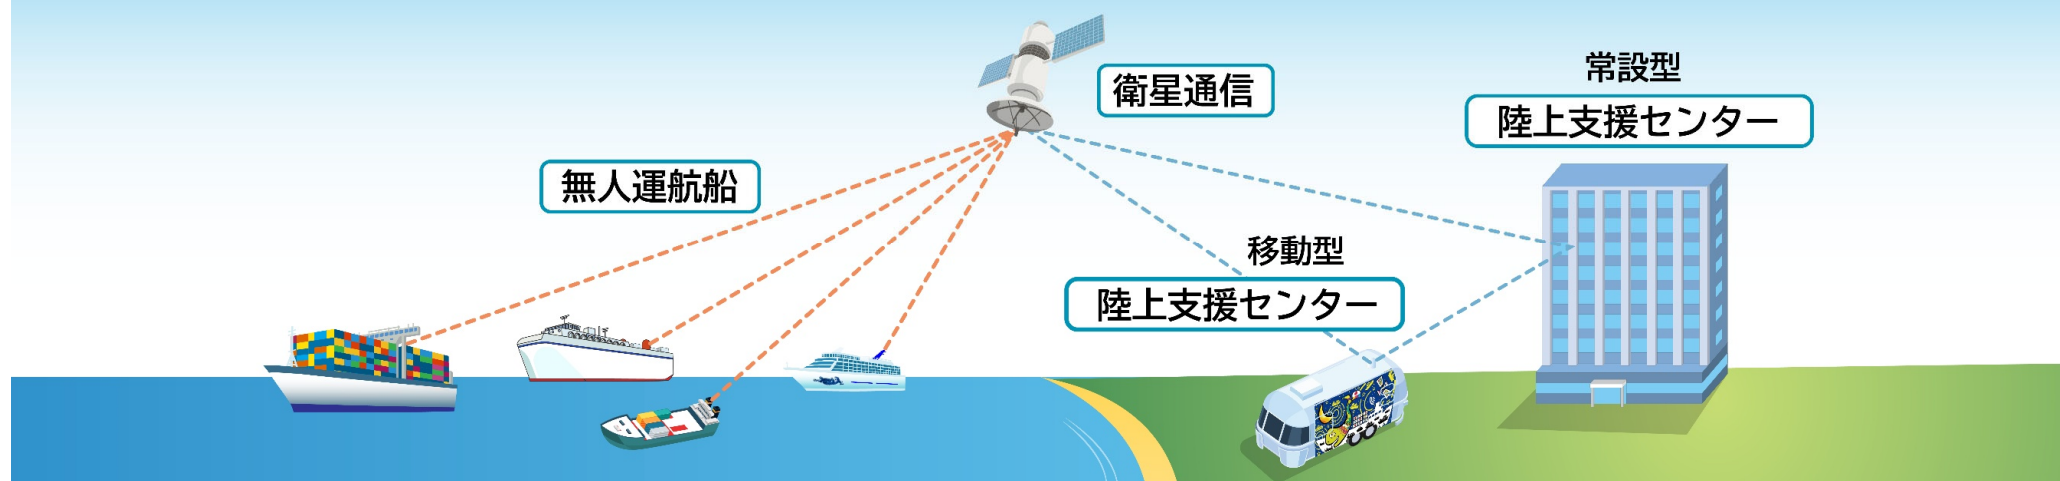 衛星通信
常設型
陸上支援センター
無人運航船
移動型
陸上支援センター